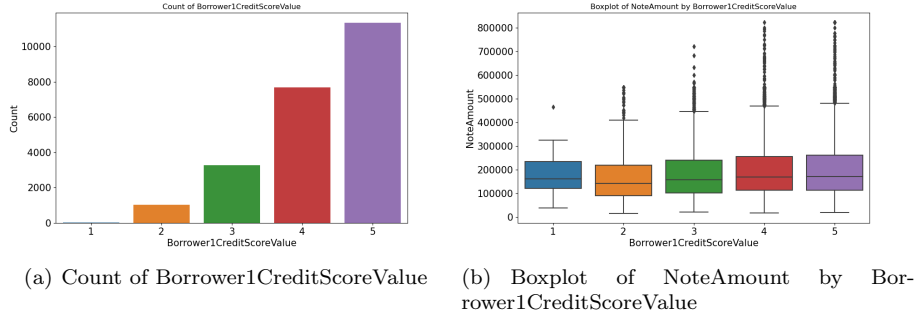 Count of Borrower1CreditScoreValue
10000
8000
6000
4000
2000
0
Count
1 2 3 4 5
Borrower1CreditScoreValue
Boxplot of NoteAmount by Borrower1CreditScoreValue
800000
700000
600000
500000
400000
300000
200000
100000
0
NoteAmount
1 2 3 4 5
Borrower1CreditScoreValue
(a) Count of Borrower1CreditScoreValue
(b) Boxplot of NoteAmount by Bor-
rower1CreditScoreValue